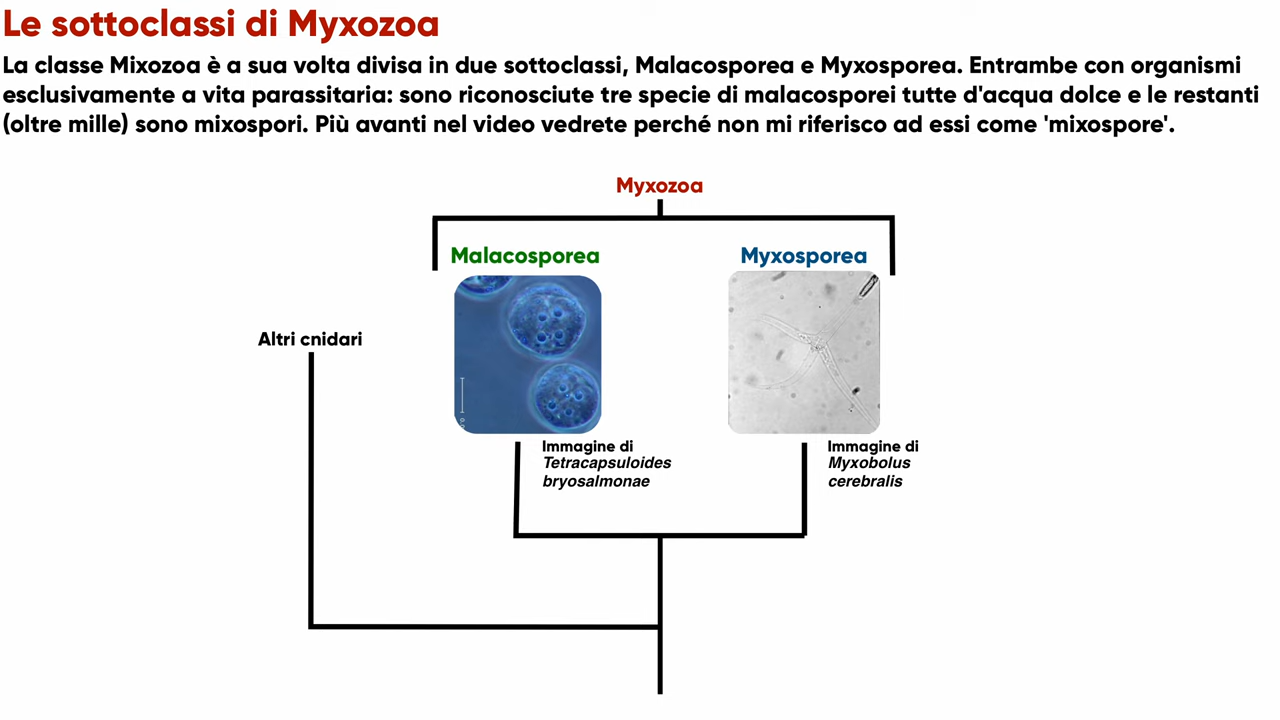 Le sottoclassi di Myxozoa
La classe Mixozoa è a sua volta divisa in due sottoclassi, Malacosporea e Myxosporea. Entrambe con organismi
esclusivamente a vita parassitaria: sono riconosciute tre specie di malacosporei tutte d'acqua dolce e le restanti
(oltre mille) sono mixospori. Più avanti nel video vedrete perché non mi riferisco ad essi come 'mixospore'.
Myxozoa
Malacosporea
Myxosporea
Altri cnidari
Immagine di
Tetracapsuloides
bryosalmonae
Immagine di
Myxobolus
cerebralis